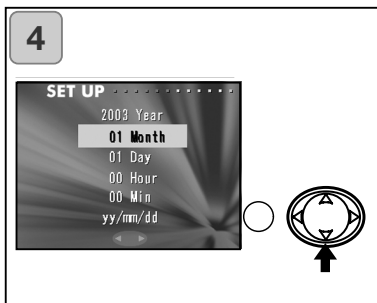 4
SET UP
2003 Year
01 Month
01 Day
00 Hour
00 Min
yy/mm/dd